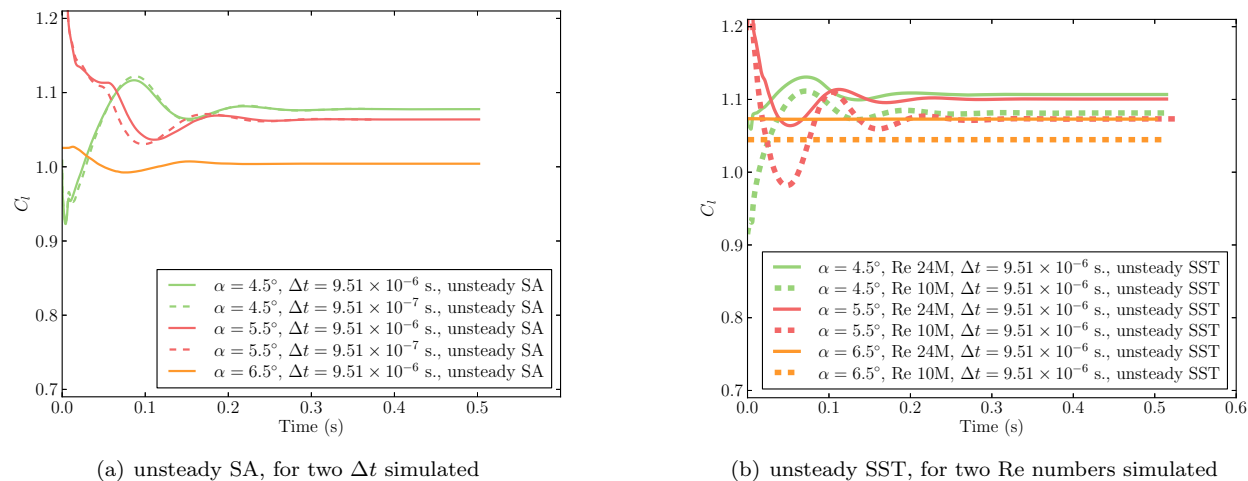 1.2
1.1
1.0
0.9
0.8
0.7
C_l
0.0 0.1 0.2 0.3 0.4 0.5
Time (s)
α = 4.5°, Δt = 9.51 × 10⁻⁶ s., unsteady SA
α = 4.5°, Δt = 9.51 × 10⁻⁷ s., unsteady SA
α = 5.5°, Δt = 9.51 × 10⁻⁶ s., unsteady SA
α = 5.5°, Δt = 9.51 × 10⁻⁷ s., unsteady SA
α = 6.5°, Δt = 9.51 × 10⁻⁶ s., unsteady SA
(a) unsteady SA, for two Δt simulated
1.2
1.1
1.0
0.9
0.8
0.7
C_l
0.0 0.1 0.2 0.3 0.4 0.5 0.6
Time (s)
α = 4.5°, Re 24M, Δt = 9.51 × 10⁻⁶ s., unsteady SST
α = 4.5°, Re 10M, Δt = 9.51 × 10⁻⁶ s., unsteady SST
α = 5.5°, Re 24M, Δt = 9.51 × 10⁻⁶ s., unsteady SST
α = 5.5°, Re 10M, Δt = 9.51 × 10⁻⁶ s., unsteady SST
α = 6.5°, Re 24M, Δt = 9.51 × 10⁻⁶ s., unsteady SST
α = 6.5°, Re 10M, Δt = 9.51 × 10⁻⁶ s., unsteady SST
(b) unsteady SST, for two Re numbers simulated